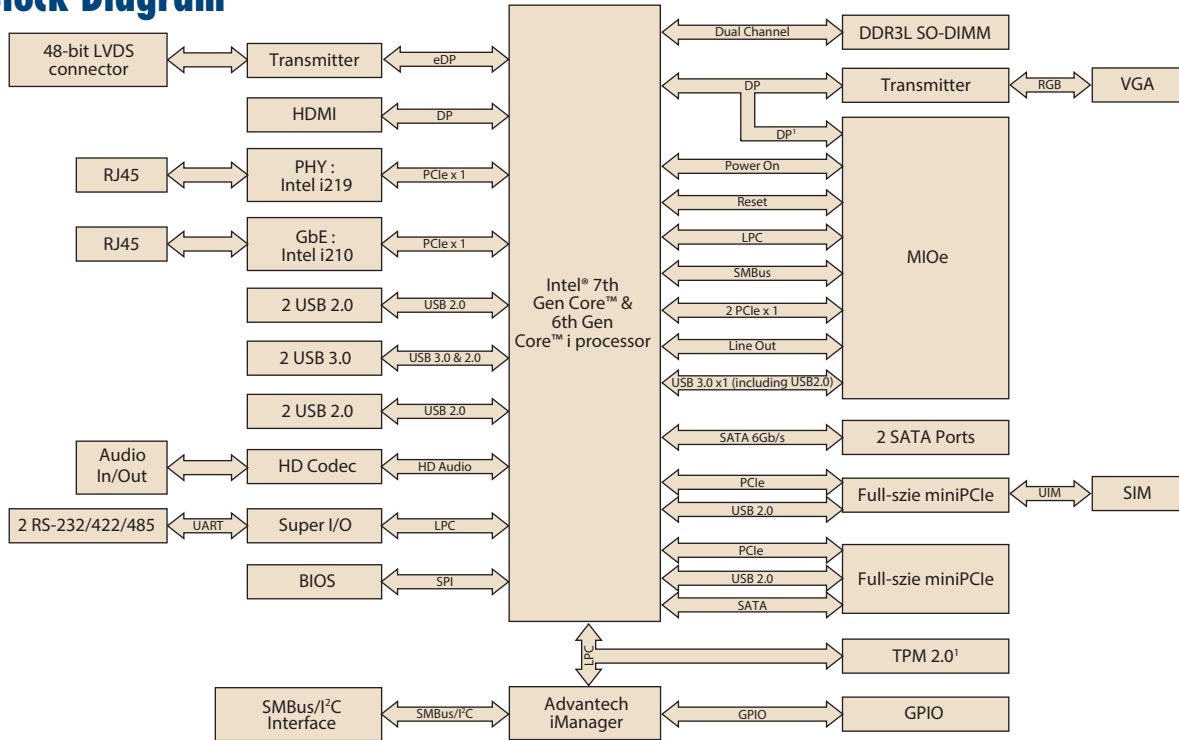 Block Diagram
48-bit LVDS
connector
Transmitter
eDP
HDMI
DP
RJ45
PHY :
Intel i219
PCIe x 1
RJ45
GbE :
Intel i210
PCIe x 1
2 USB 2.0
USB 2.0
2 USB 3.0
USB 3.0 & 2.0
2 USB 2.0
USB 2.0
Audio
In/Out
HD Codec
HD Audio
2 RS-232/422/485
UART
Super I/O
LPC
BIOS
SPI
Intel® 7th
Gen Core™ &
6th Gen
Core™ i processor
Dual Channel
DDR3L SO-DIMM
DP
Transmitter
RGB
VGA
DP¹
Power On
Reset
LPC
SMBus
2 PCIe x 1
Line Out
USB 3.0 x1 (including USB2.0)
MIOe
SATA 6Gb/s
2 SATA Ports
PCIe
USB 2.0
Full-szie miniPCIe
UIM
SIM
PCIe
USB 2.0
SATA
Full-szie miniPCIe
LPC
TPM 2.0¹
SMBus/I²C
Interface
SMBus/I²C
Advantech
iManager
GPIO
GPIO